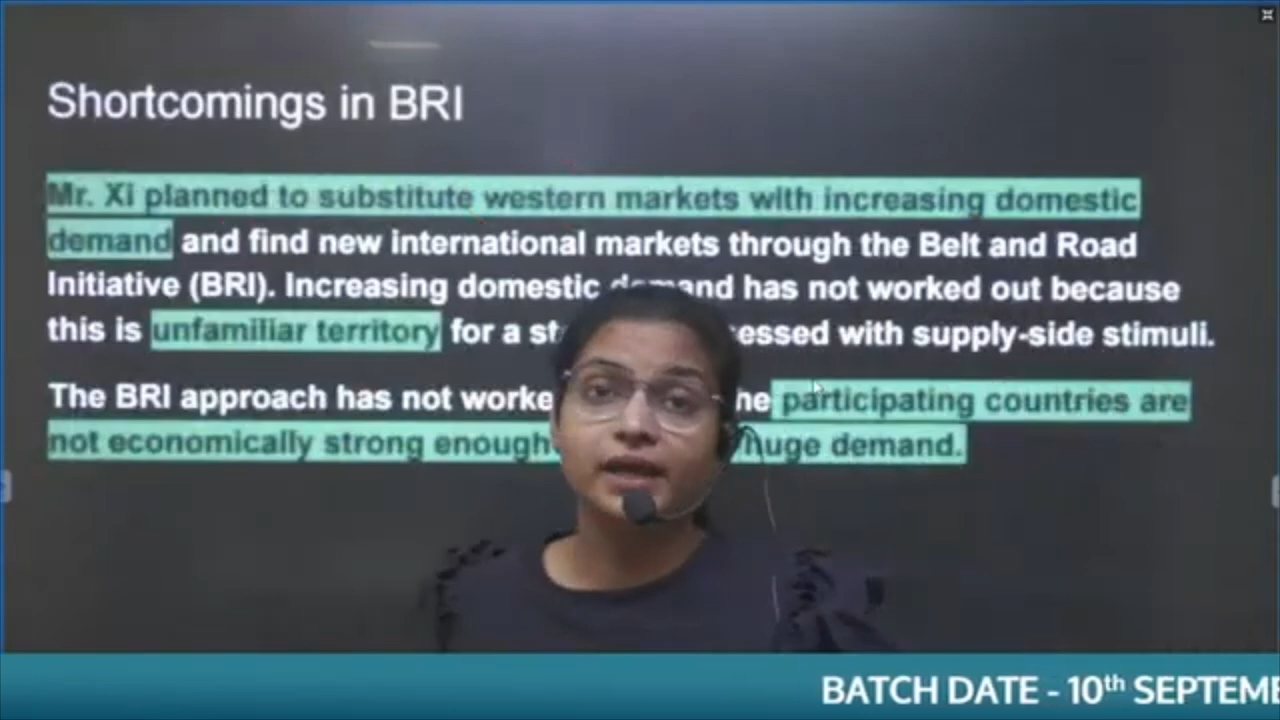 Shortcomings in BRI
Mr. Xi planned to substitute western markets with increasing domestic
demand and find new international markets through the Belt and Road
Initiative (BRI). Increasing domestic demand has not worked out because
this is unfamiliar territory for a essed with supply-side stimuli.
The BRI approach has not worke he participating countries are
not economically strong enough huge demand.
BATCH DATE - 10th SEPTEME